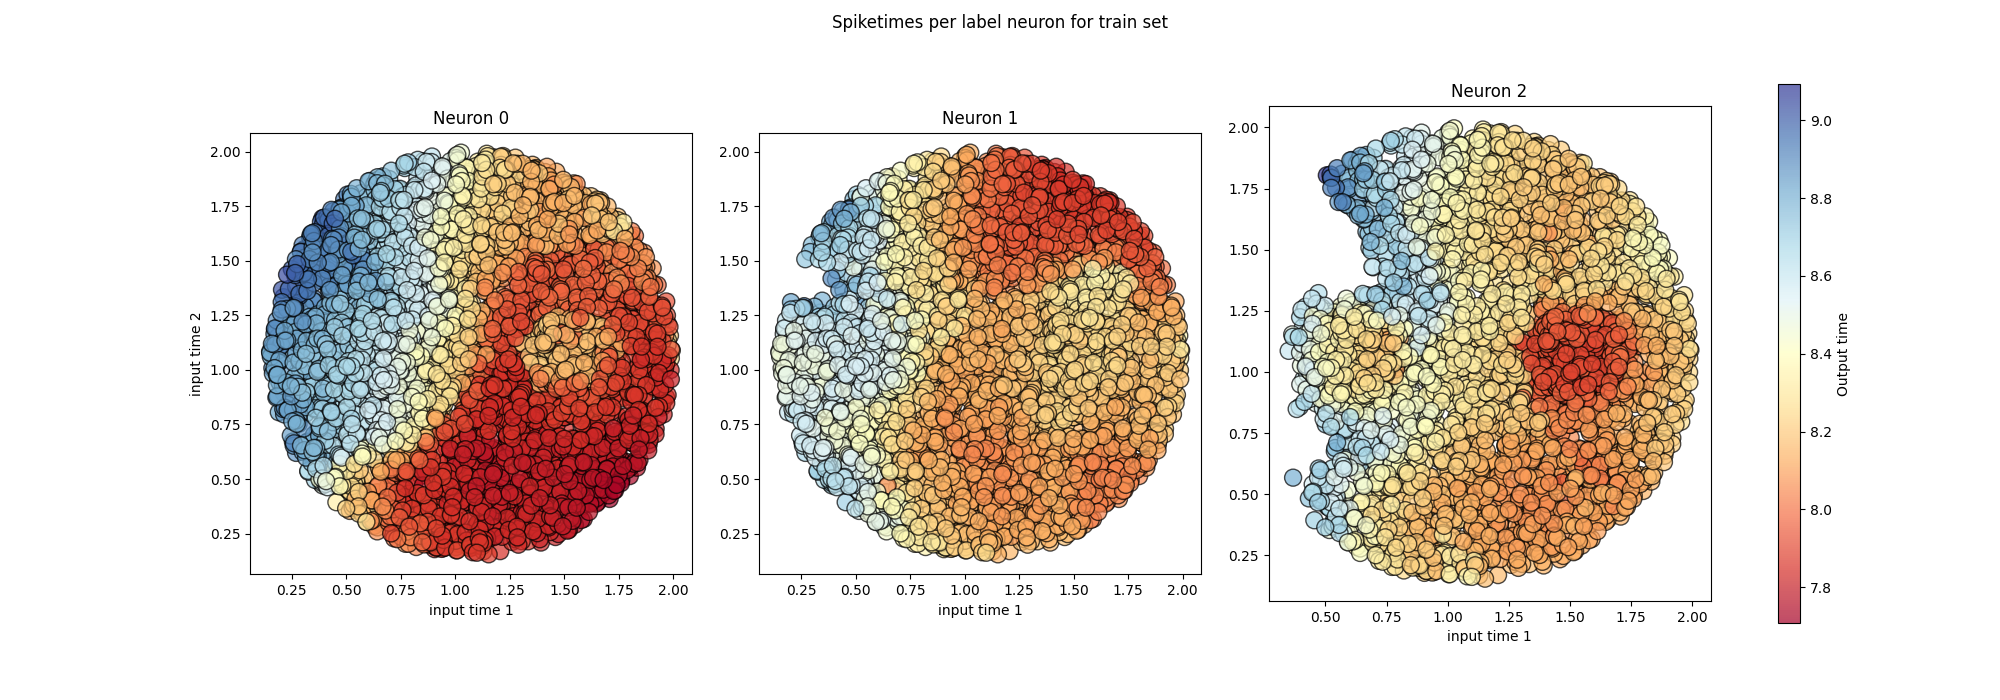 Spiketimes per label neuron for train set
Neuron 0
2.00
1.75
1.50
1.25
1.00
0.75
0.50
0.25
input time 2
0.25 0.50 0.75 1.00 1.25 1.50 1.75 2.00
input time 1
Neuron 1
2.00
1.75
1.50
1.25
1.00
0.75
0.50
0.25
0.25 0.50 0.75 1.00 1.25 1.50 1.75 2.00
input time 1
Neuron 2
2.00
1.75
1.50
1.25
1.00
0.75
0.50
0.25
0.50 0.75 1.00 1.25 1.50 1.75 2.00
input time 1
9.0
8.8
8.6
8.4
8.2
8.0
7.8
Output time